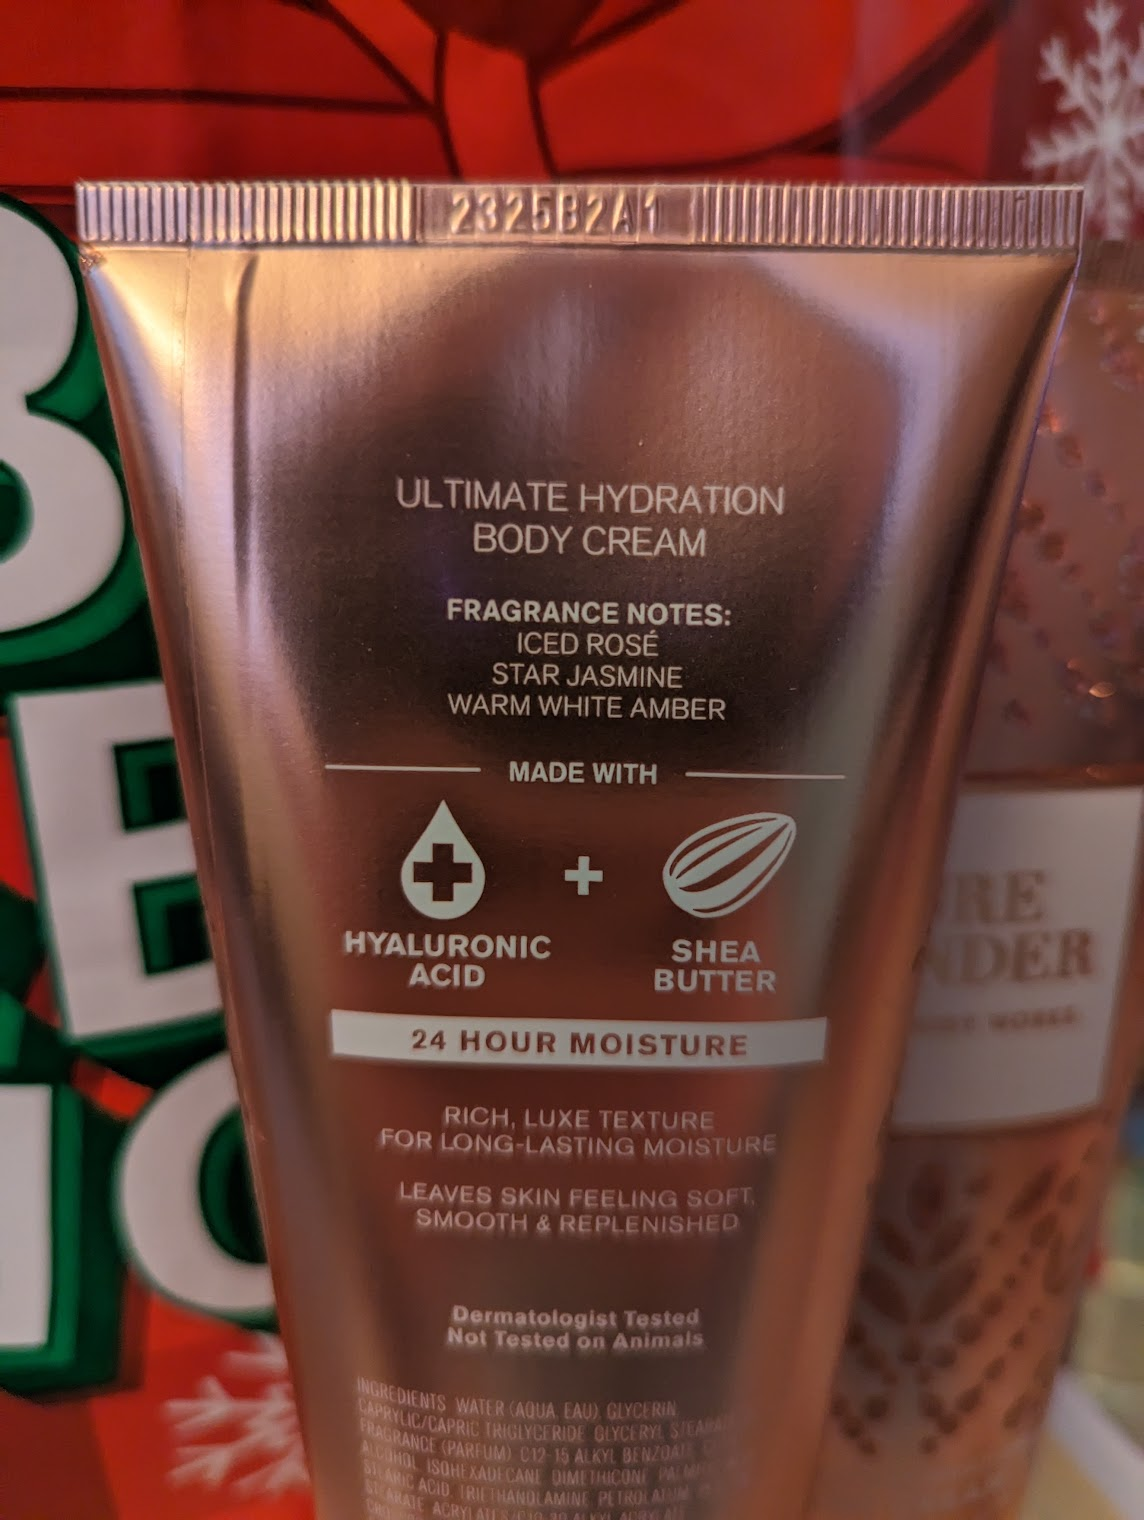 232582A1
ULTIMATE HYDRATION
BODY CREAM
FRAGRANCE NOTES:
ICED ROSÉ
STAR JASMINE
WARM WHITE AMBER
MADE WITH
+
HYALURONIC
ACID
SHEA
BUTTER
24 HOUR MOISTURE
RICH, LUXE TEXTURE
FOR LONG-LASTING MOISTURE
LEAVES SKIN FEELING SOFT,
SMOOTH & REPLENISHED
Dermatologist Tested
Not Tested on Animals
INGREDIENTS: WATER (AQUA, EAU), GLYCERIN,
CAPRYLIC/CAPRIC TRIGLYCERIDE, GLYCERYL
FRAGRANCE (PARFUM), C12-15 ALKYL
ALCOHOL, ISOHEXADECANE, DIMETHICONE,
STEARIC ACID, TRIETHANOLAMINE, PETROLATUM,
RE
NDER